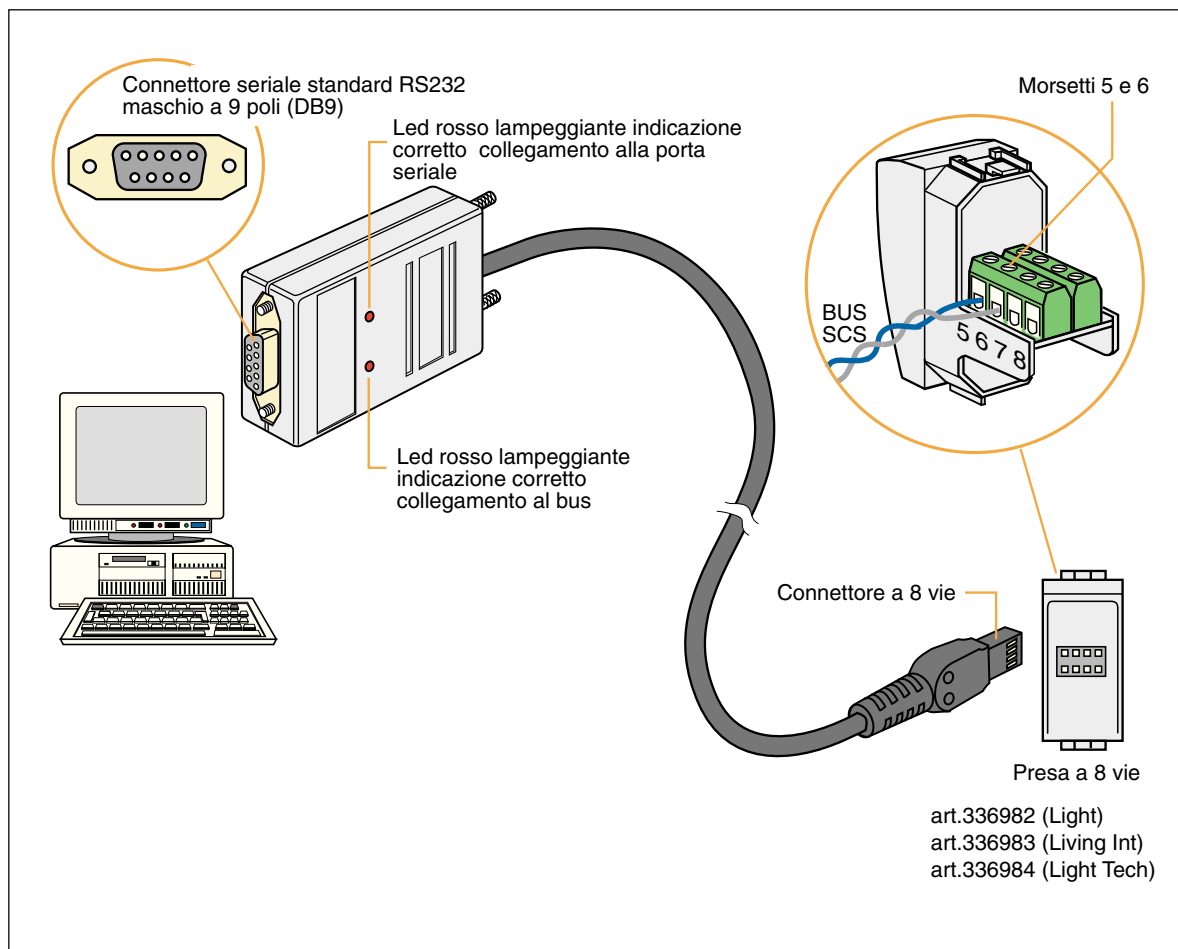 Connettore seriale standard RS232
maschio a 9 poli (DB9)
Led rosso lampeggiante indicazione
corretto collegamento alla porta
seriale
Morsetti 5 e 6
BUS
SCS
5 6 7 8
Led rosso lampeggiante
indicazione corretto
collegamento al bus
Connettore a 8 vie
Presa a 8 vie
art.336982 (Light)
art.336983 (Living Int)
art.336984 (Light Tech)